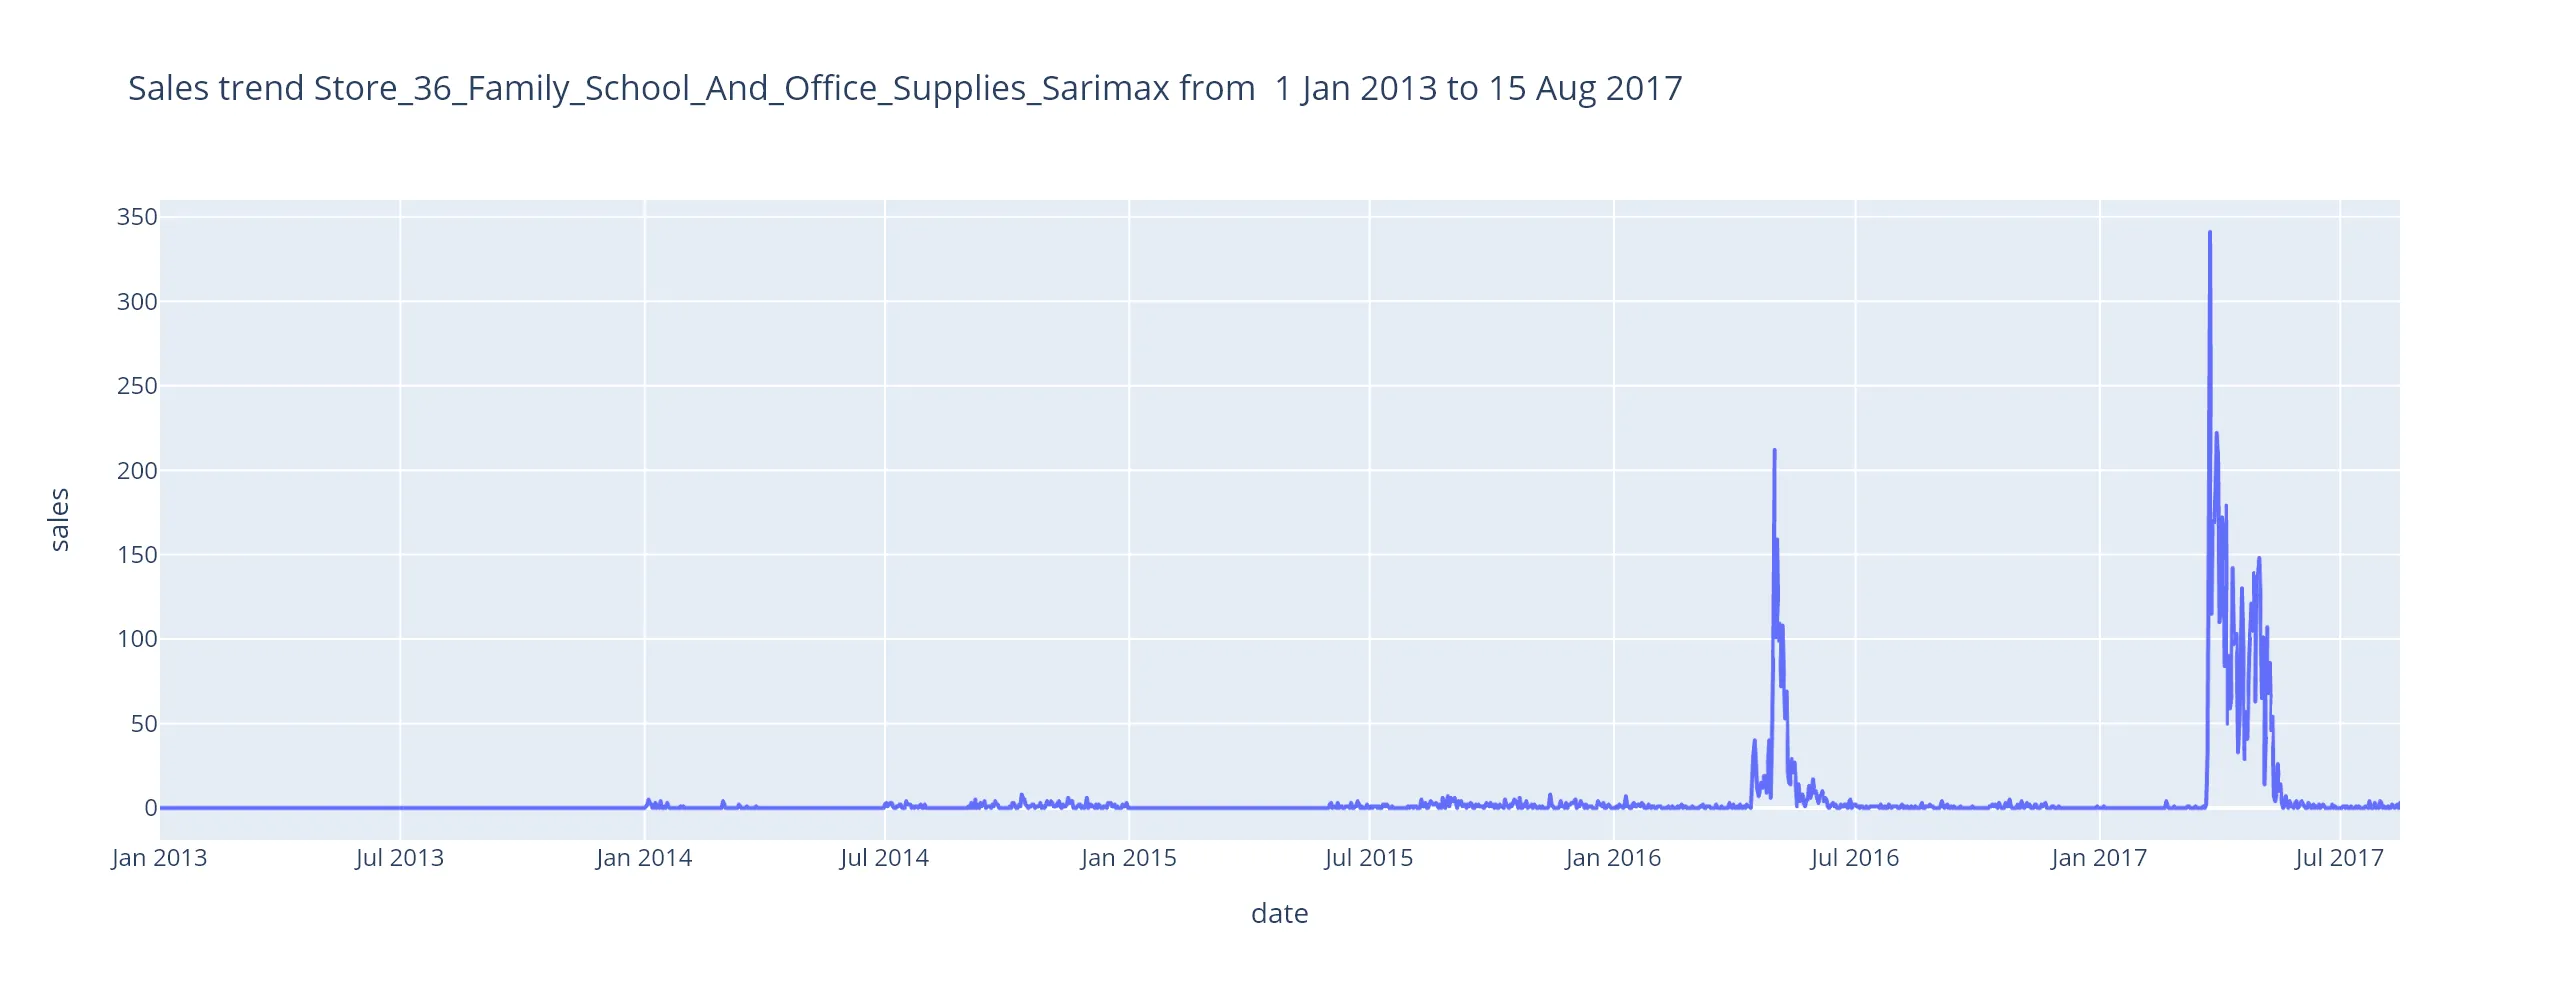 Sales trend Store_36_Family_School_And_Office_Supplies_Sarimax from  1 Jan 2013 to 15 Aug 2017
350
300
250
200
150
100
50
0
sales
Jan 2013 Jul 2013 Jan 2014 Jul 2014 Jan 2015 Jul 2015 Jan 2016 Jul 2016 Jan 2017 Jul 2017
date